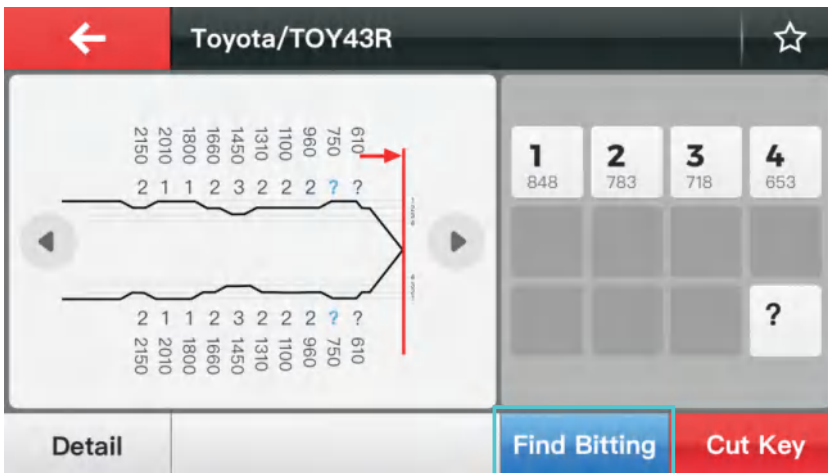 Toyota/TOY43R
2150 2010 1800 1660 1450 1310 1100 960 750 610
2 1 1 2 3 2 2 2 ? ?
1 2 3 4
848 783 718 653
2 1 1 2 3 2 2 2 ? ?
2150 2010 1800 1660 1450 1310 1100 960 750 610
?
Detail
Find Bitting
Cut Key